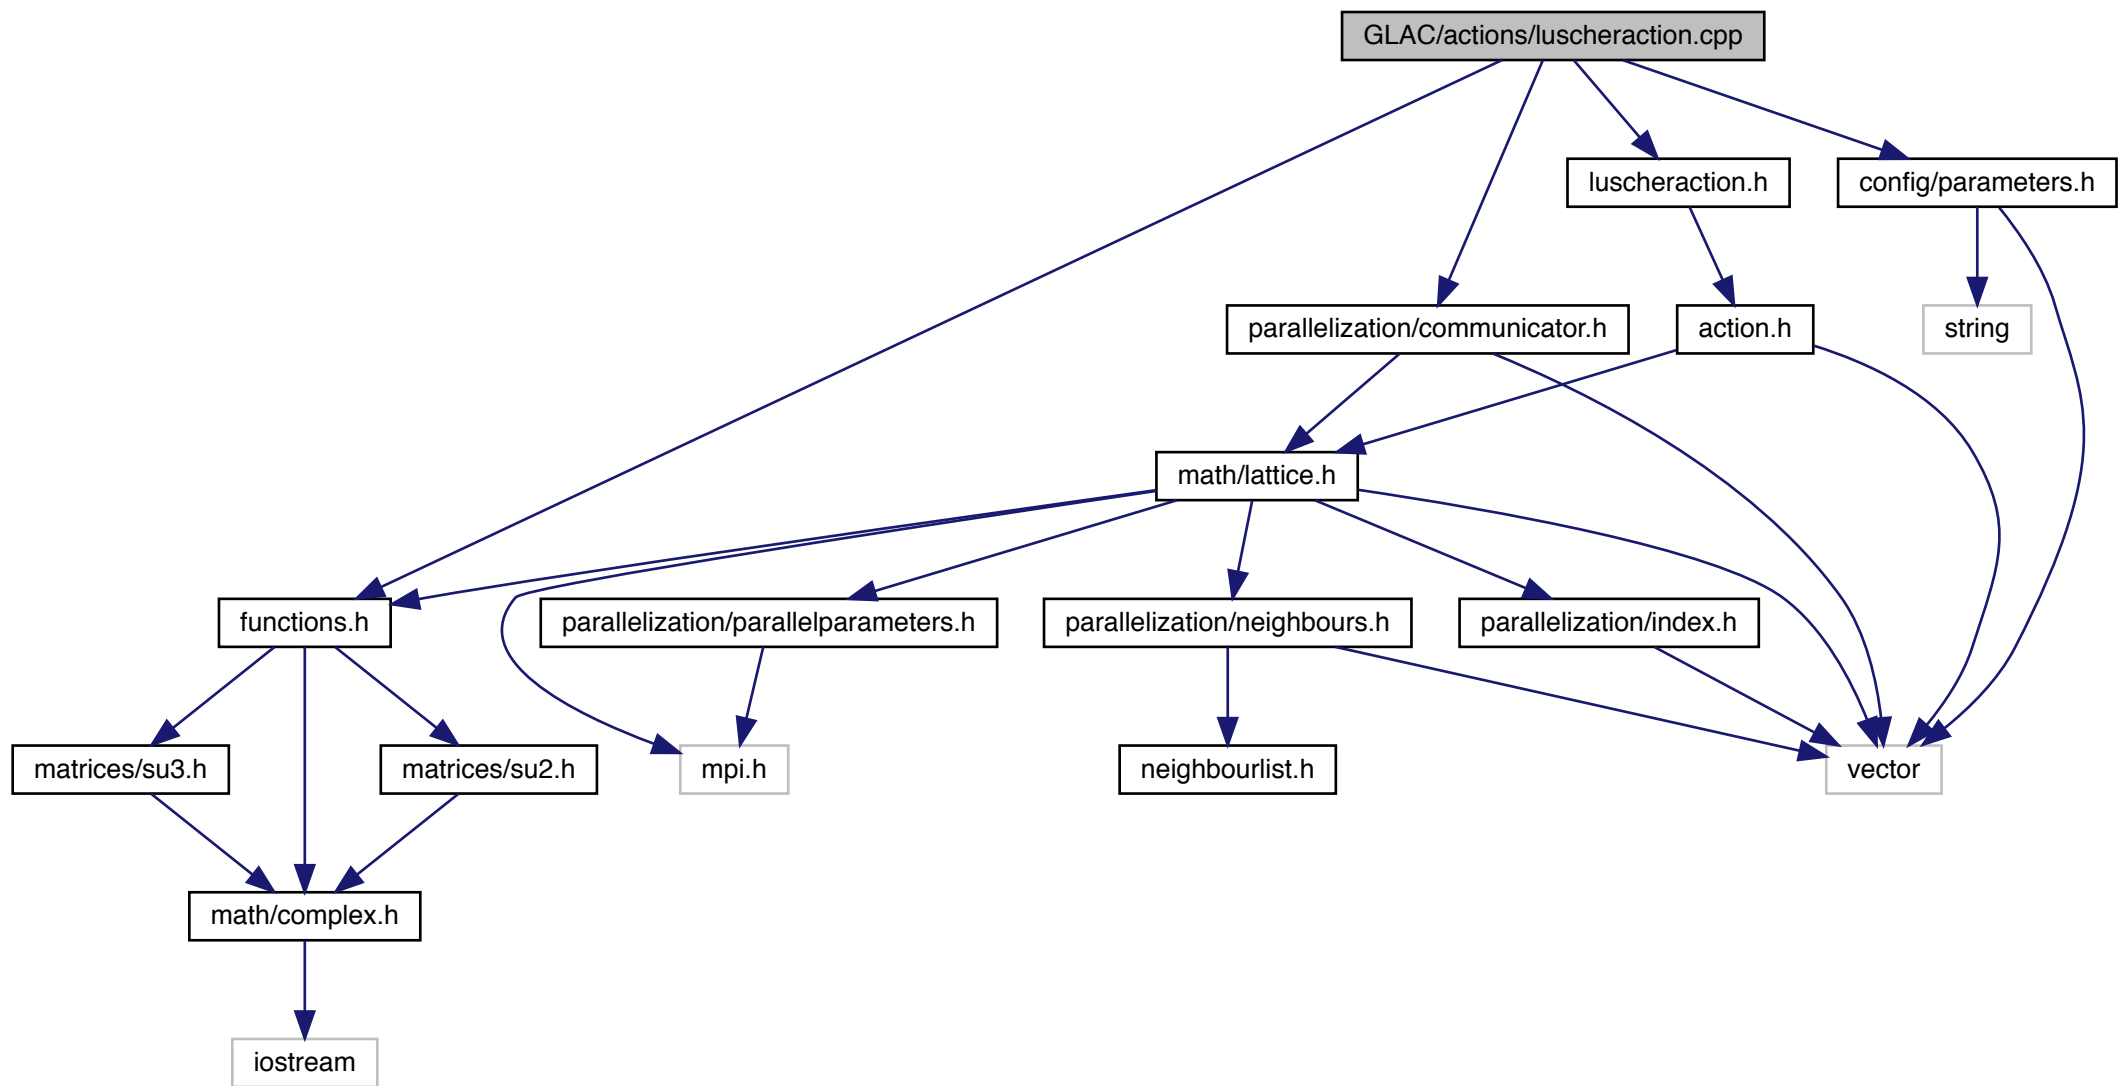 GLAC/actions/luscheraction.cpp
luscheraction.h
config/parameters.h
parallelization/communicator.h
action.h
string
math/lattice.h
functions.h
parallelization/parallelparameters.h
parallelization/neighbours.h
parallelization/index.h
matrices/su3.h
matrices/su2.h
mpi.h
neighbourlist.h
vector
math/complex.h
iostream